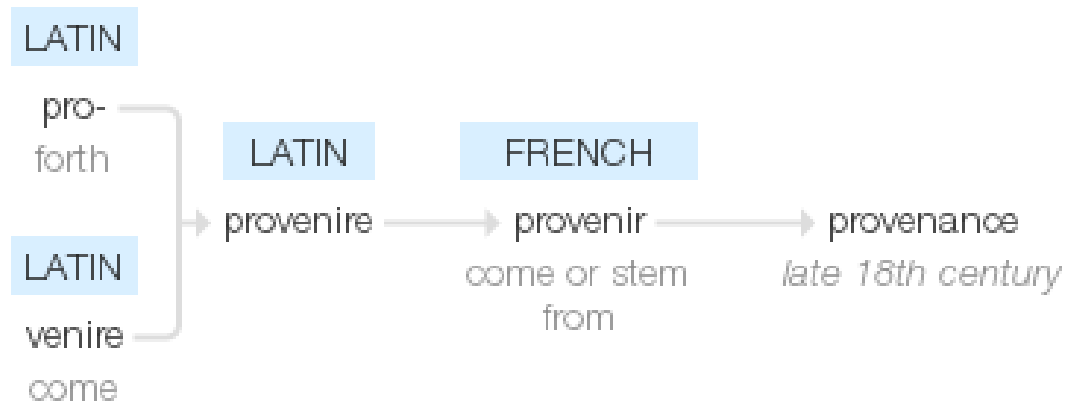 LATIN
pro-
forth
LATIN
venire
come
LATIN
provenire
FRENCH
provenir
come or stem
from
provenance
late 18th century